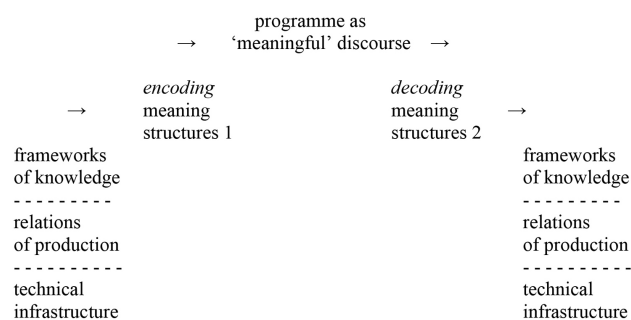 programme as
→ ‘meaningful’ discourse →
encoding
→ meaning
structures 1
decoding
meaning →
structures 2
frameworks
of knowledge
- - - - - - - - -
relations
of production
- - - - - - - - - -
technical
infrastructure
frameworks
of knowledge
- - - - - - - - -
relations
of production
- - - - - - - - - -
technical
infrastructure